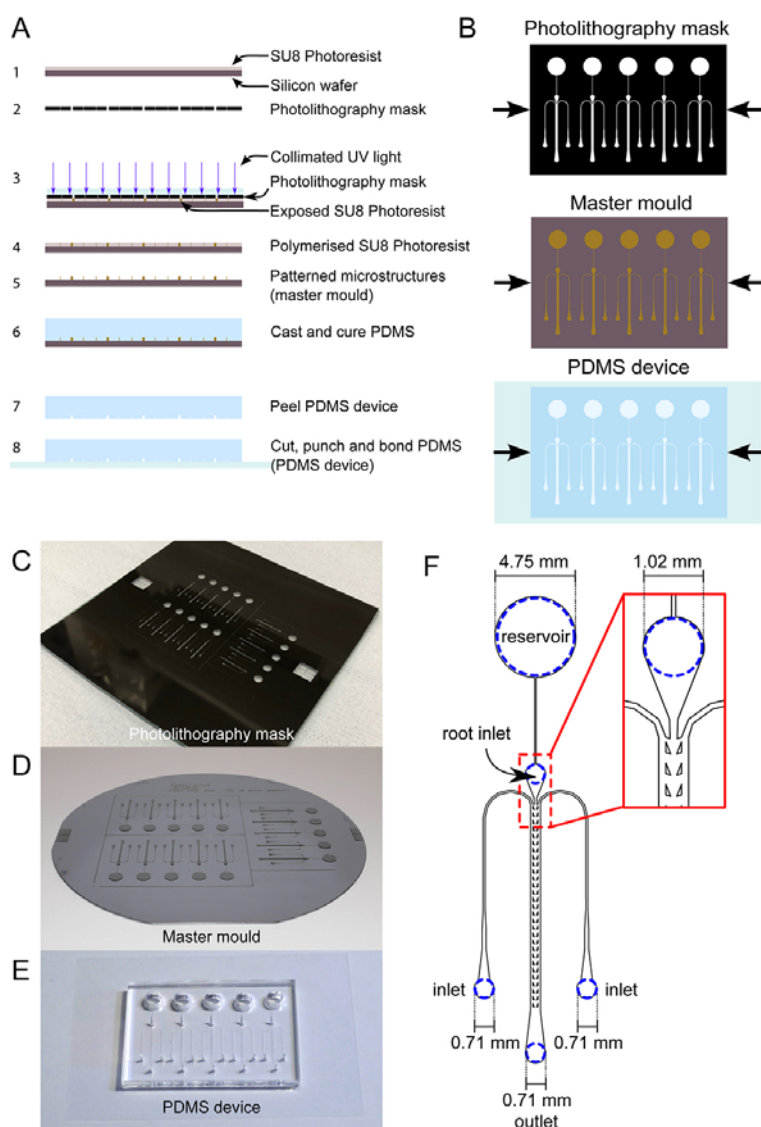 A
1
SU8 Photoresist
Silicon wafer
2
Photolithography mask
3
Collimated UV light
Photolithography mask
Exposed SU8 Photoresist
4
Polymerised SU8 Photoresist
5
Patterned microstructures
(master mould)
6
Cast and cure PDMS
7
Peel PDMS device
8
Cut, punch and bond PDMS
(PDMS device)
B
Photolithography mask
Master mould
PDMS device
C
Photolithography mask
D
Master mould
E
PDMS device
F
4.75 mm
1.02 mm
reservoir
root inlet
inlet
inlet
0.71 mm
0.71 mm
0.71 mm
outlet